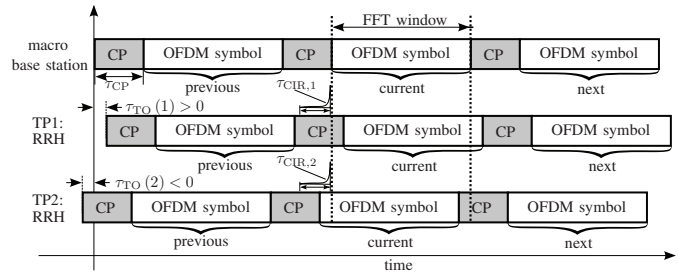 FFT window
macro
base station
CP OFDM symbol CP OFDM symbol CP OFDM symbol
τCP previous τCIR,1 current next
τTO (1) > 0
TP1:
RRH
CP OFDM symbol CP OFDM symbol CP OFDM symbol
previous τCIR,2 current next
τTO (2) < 0
TP2:
RRH
CP OFDM symbol CP OFDM symbol CP OFDM symbol
previous current next
time